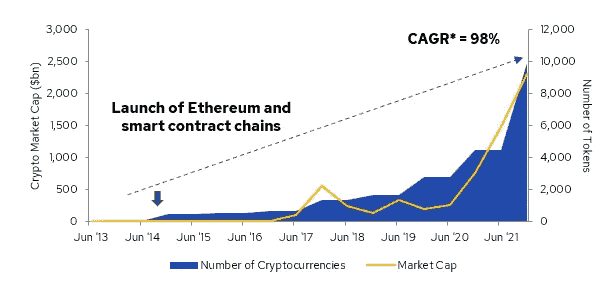 3,000
2,500
2,000
1,500
1,000
500
0
Crypto Market Cap ($bn)
CAGR* = 98%
Launch of Ethereum and
smart contract chains
12,000
10,000
8,000
6,000
4,000
2,000
0
Number of Tokens
Jun '13 Jun '14 Jun '15 Jun '16 Jun '17 Jun '18 Jun '19 Jun '20 Jun '21
Number of Cryptocurrencies Market Cap